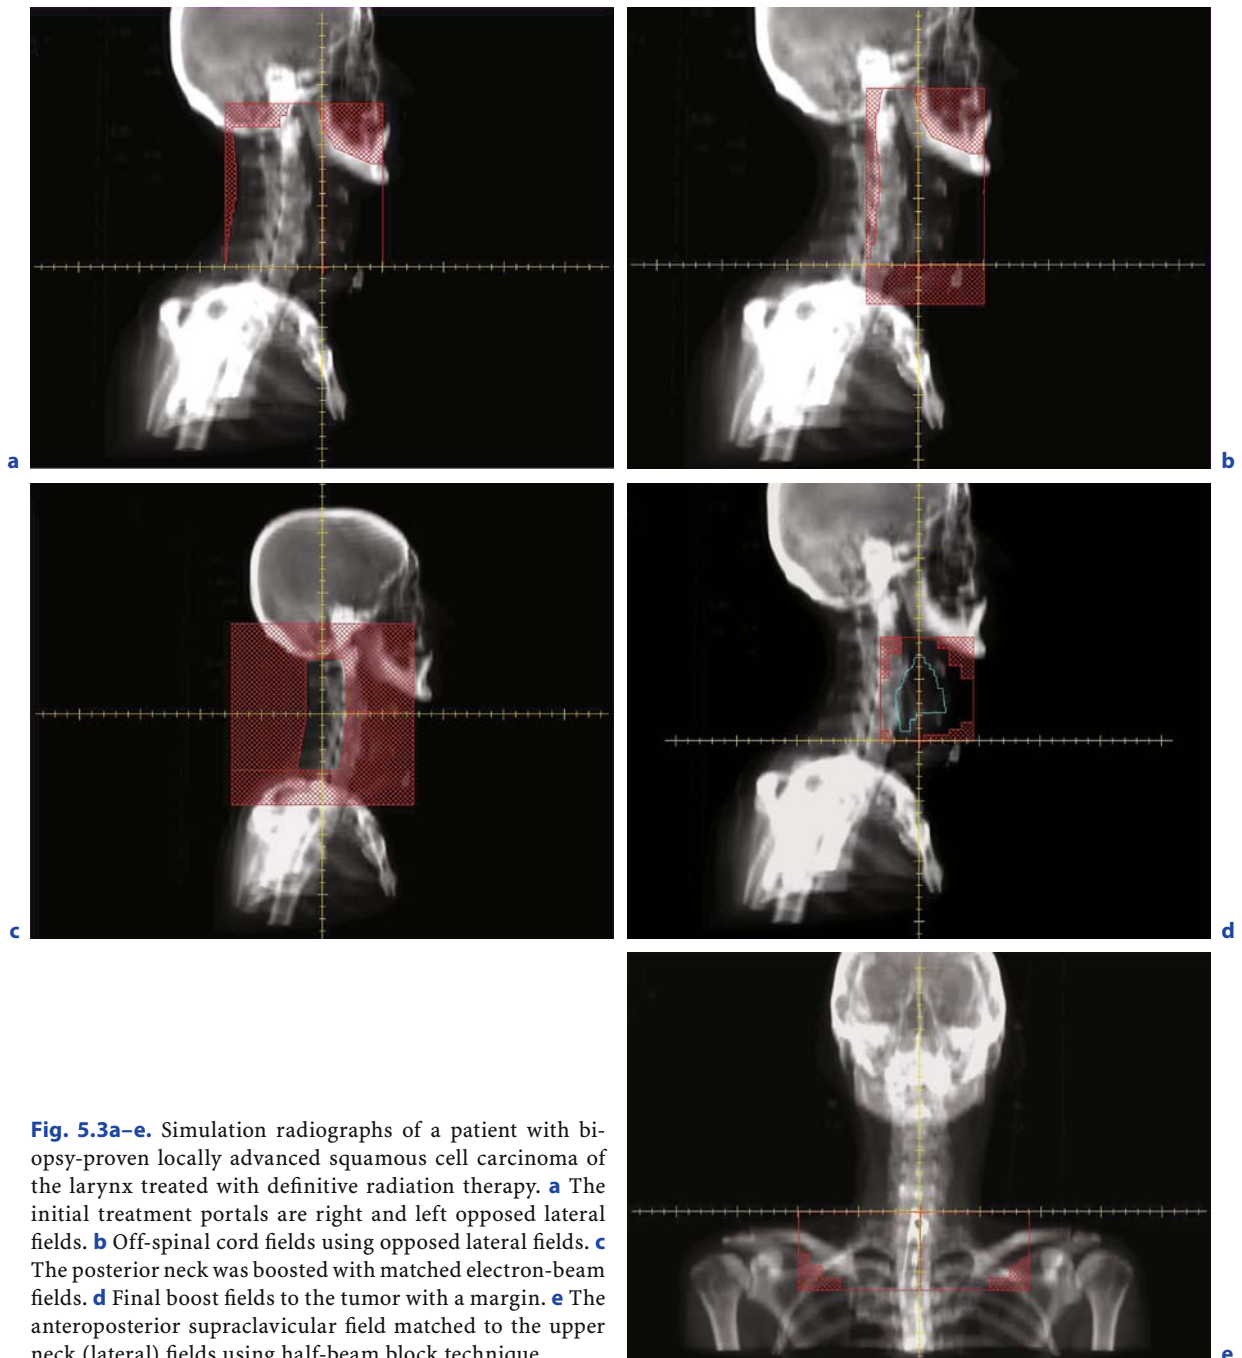 a
b
c
d
e
Fig. 5.3a–e. Simulation radiographs of a patient with bi-
opsy-proven locally advanced squamous cell carcinoma of
the larynx treated with definitive radiation therapy. a The
initial treatment portals are right and left opposed lateral
fields. b Off-spinal cord fields using opposed lateral fields. c
The posterior neck was boosted with matched electron-beam
fields. d Final boost fields to the tumor with a margin. e The
anteroposterior supraclavicular field matched to the upper
neck (lateral) fields using half-beam block technique